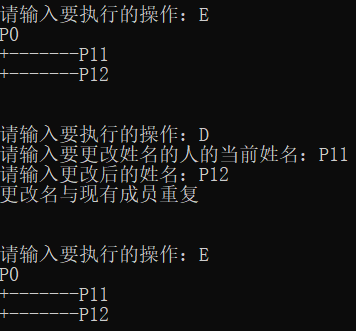 请输入要执行的操作：E
P0
+-------P11
+-------P12
请输入要执行的操作：D
请输入要更改姓名的人的当前姓名：P11
请输入更改后的姓名：P12
更改名与现有成员重复
请输入要执行的操作：E
P0
+-------P11
+-------P12